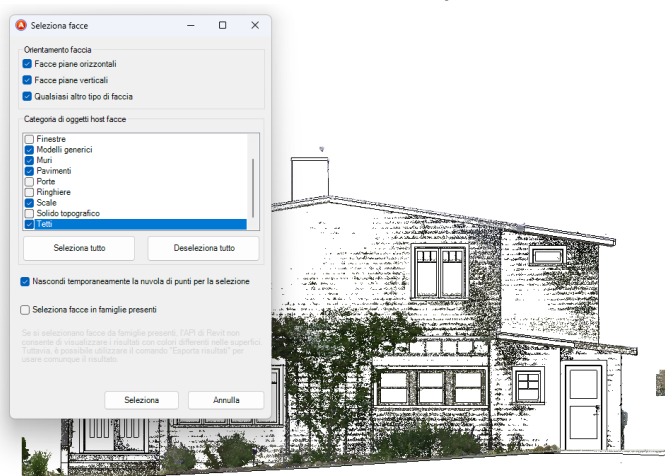 Seleziona facce
Orientamento faccia
Facce piane orizzontali
Facce piane verticali
Qualsiasi altro tipo di faccia
Categoria di oggetti host facce
Finestre
Modelli generici
Muri
Pavimenti
Porte
Ringhiere
Scale
Solido topografico
Tetti
Seleziona tutto
Deseleziona tutto
Nascondi temporaneamente la nuvola di punti per la selezione
Seleziona facce in famiglie presenti
Se si selezionano facce da famiglie presenti, l'API di Revit non
consente di visualizzare i risultati con colori differenti nelle superfici.
Tuttavia, è possibile utilizzare il comando "Esporta risultati" per
usare comunque il risultato.
Seleziona
Annulla